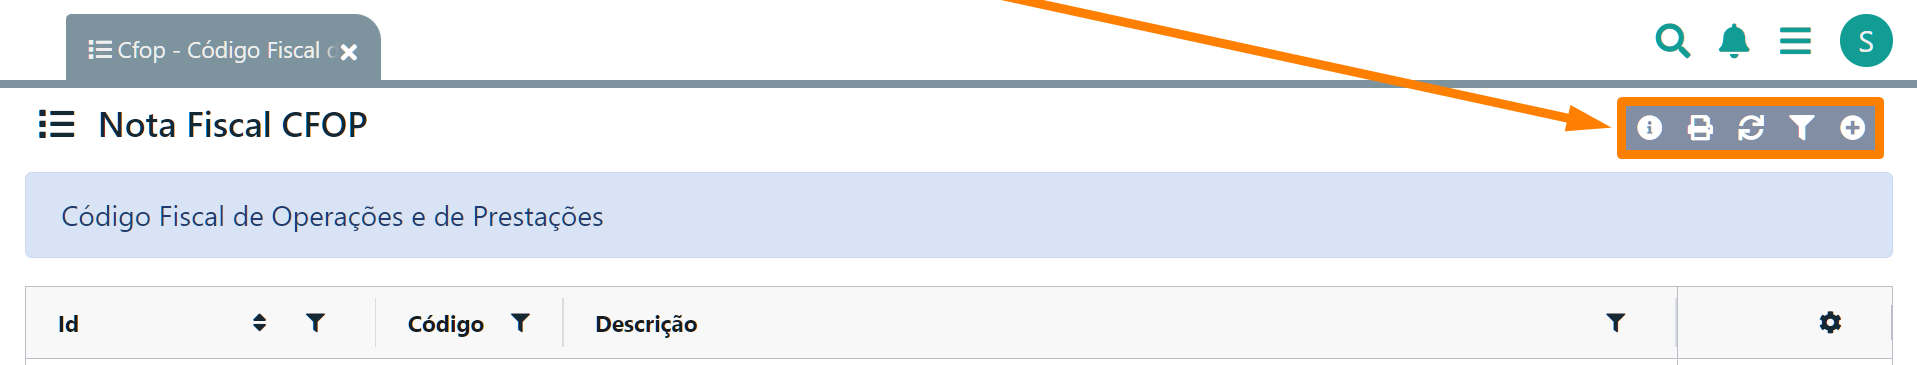 Cfop - Código Fiscal
S
Nota Fiscal CFOP
Código Fiscal de Operações e de Prestações
Id Código Descrição